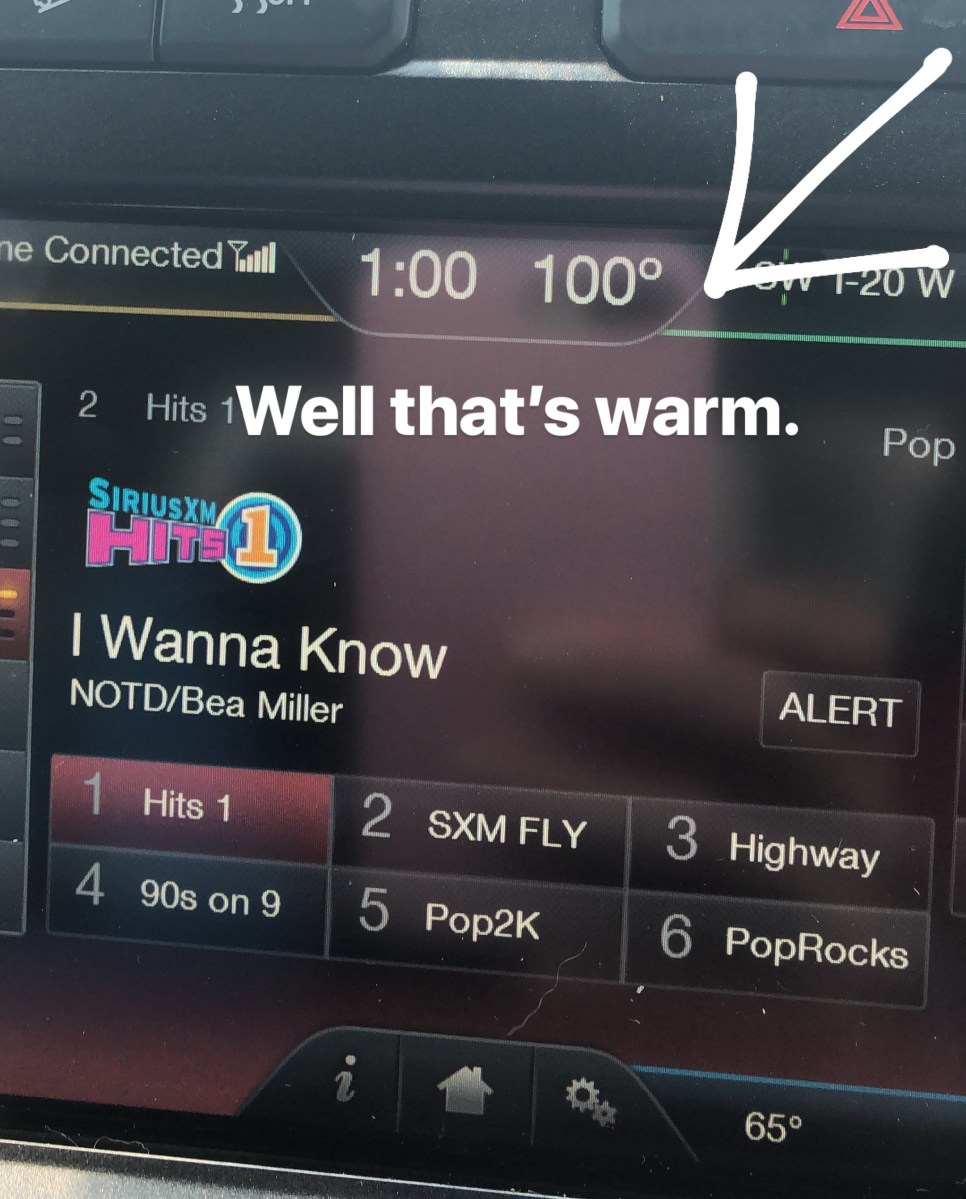 ne Connected
1:00 100°
I-20 W
2 Hits 1
Well that's warm.
Pop
SIRIUSXM
HITS 1
I Wanna Know
NOTD/Bea Miller
ALERT
1 Hits 1
2 SXM FLY
3 Highway
4 90s on 9
5 Pop2K
6 PopRocks
i
65°